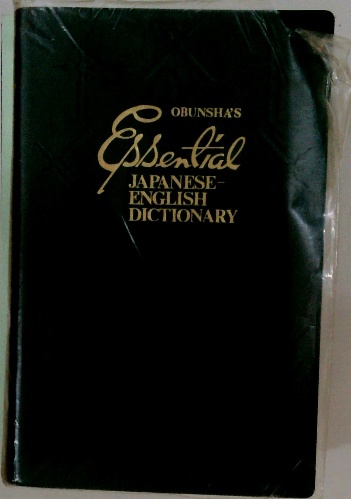 OBUNSHA'S
Essential
JAPANESE-
ENGLISH
DICTIONARY